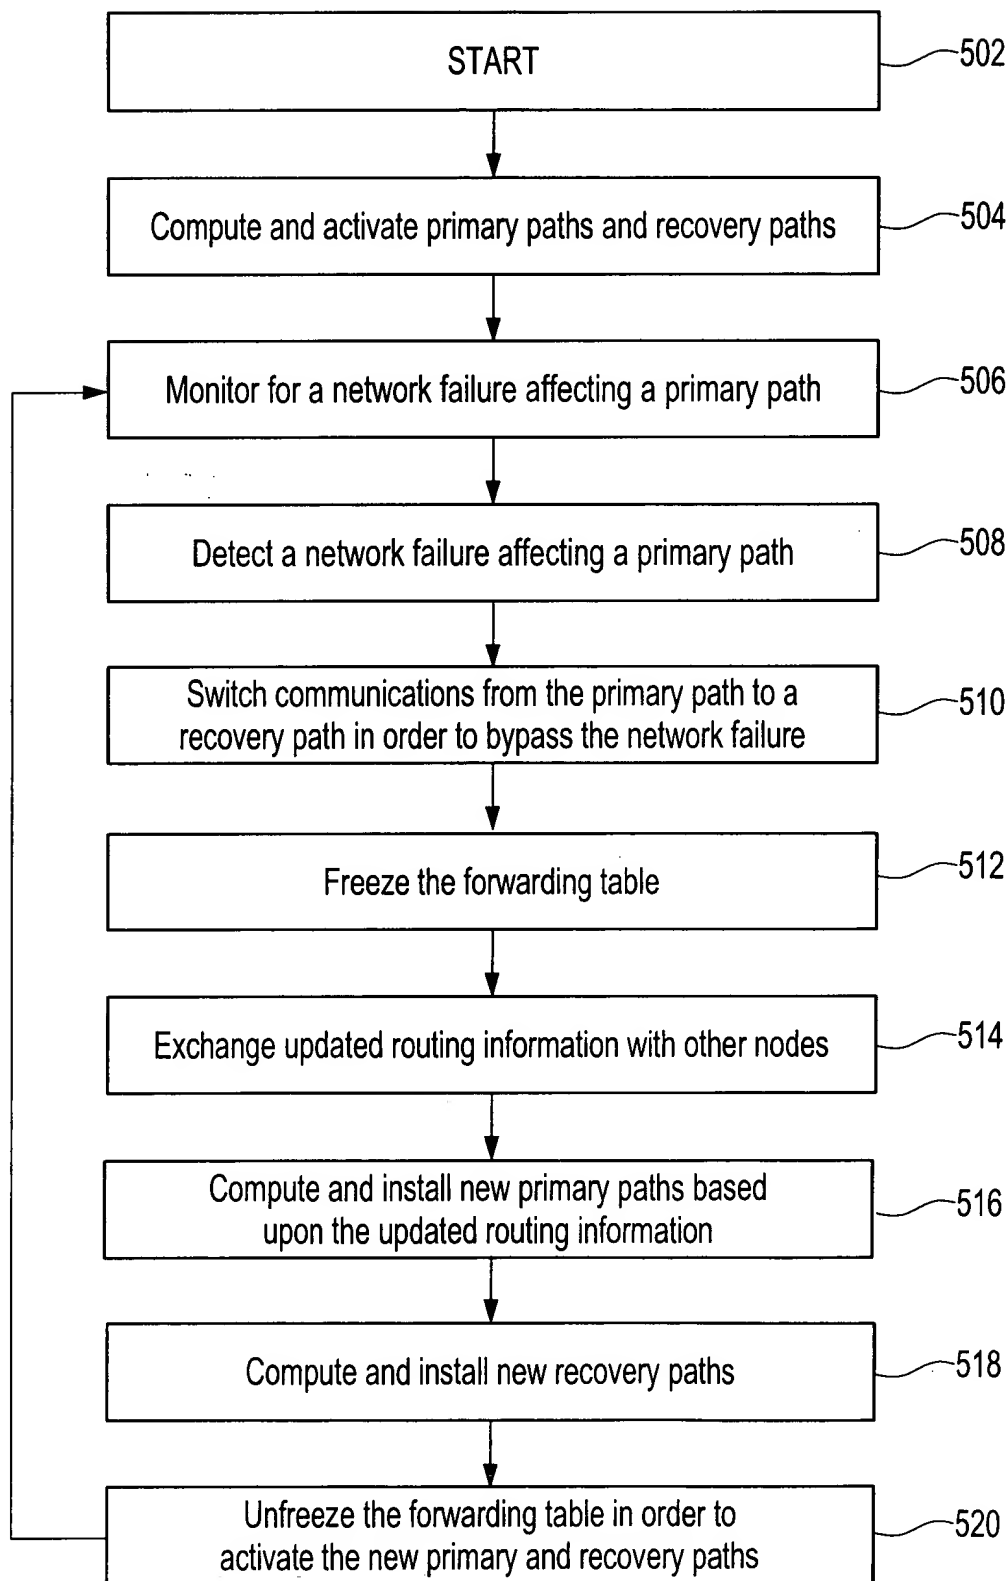 START
502
Compute and activate primary paths and recovery paths
504
Monitor for a network failure affecting a primary path
506
Detect a network failure affecting a primary path
508
Switch communications from the primary path to a
recovery path in order to bypass the network failure
510
Freeze the forwarding table
512
Exchange updated routing information with other nodes
514
Compute and install new primary paths based
upon the updated routing information
516
Compute and install new recovery paths
518
Unfreeze the forwarding table in order to
activate the new primary and recovery paths
520